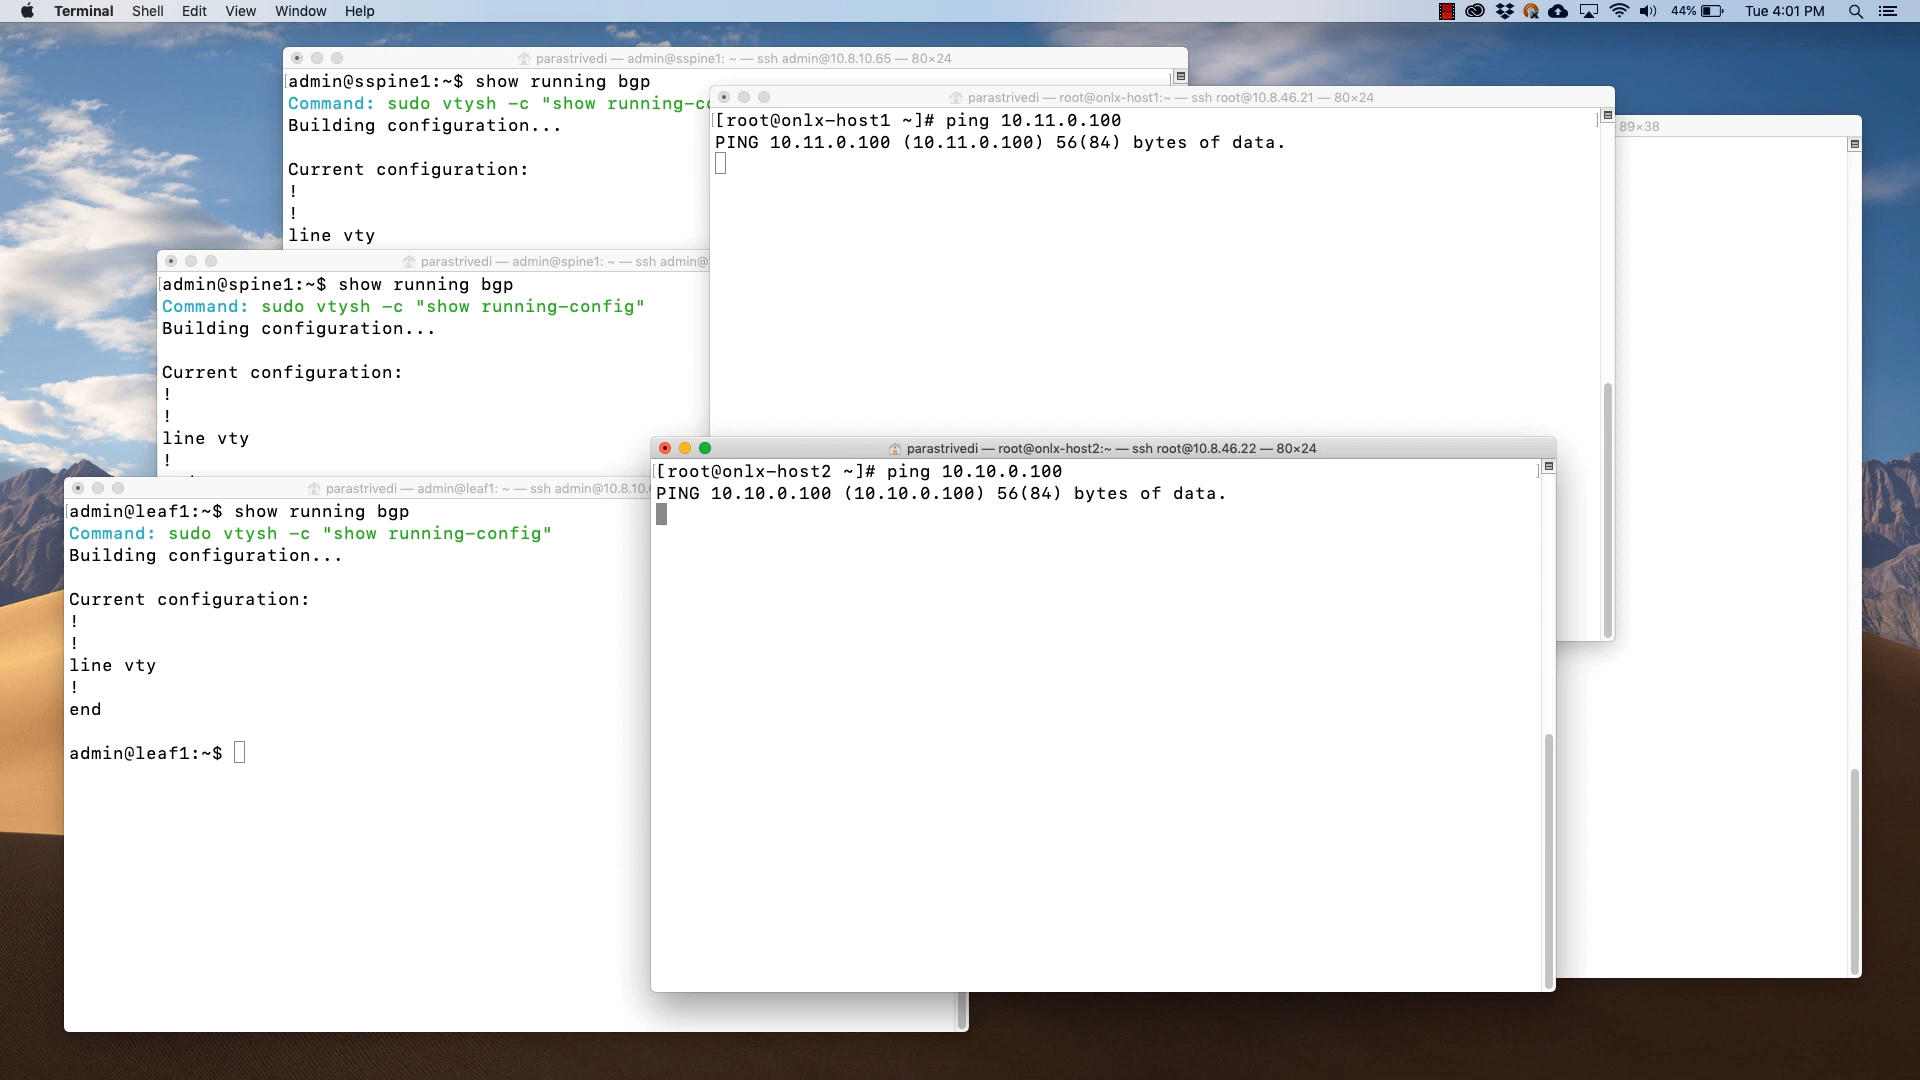 Terminal Shell Edit View Window Help
44% Tue 4:01 PM
parastrivedi — admin@sspine1: ~ — ssh admin@10.8.10.65 — 80×24
[admin@sspine1:~$ show running bgp ]
Command: sudo vtysh -c "show running-co
Building configuration...
Current configuration:
!
!
line vty
parastrivedi — root@onlx-host1:~ — ssh root@10.8.46.21 — 80×24
[[root@onlx-host1 ~]# ping 10.11.0.100 ]
PING 10.11.0.100 (10.11.0.100) 56(84) bytes of data.
89×38
parastrivedi — admin@spine1: ~ — ssh admin@
[admin@spine1:~$ show running bgp
Command: sudo vtysh -c "show running-config"
Building configuration...
Current configuration:
!
!
line vty
!
parastrivedi — root@onlx-host2:~ — ssh root@10.8.46.22 — 80×24
[[root@onlx-host2 ~]# ping 10.10.0.100 ]
PING 10.10.0.100 (10.10.0.100) 56(84) bytes of data.
parastrivedi — admin@leaf1: ~ — ssh admin@10.8.10.
[admin@leaf1:~$ show running bgp
Command: sudo vtysh -c "show running-config"
Building configuration...
Current configuration:
!
!
line vty
!
end
admin@leaf1:~$